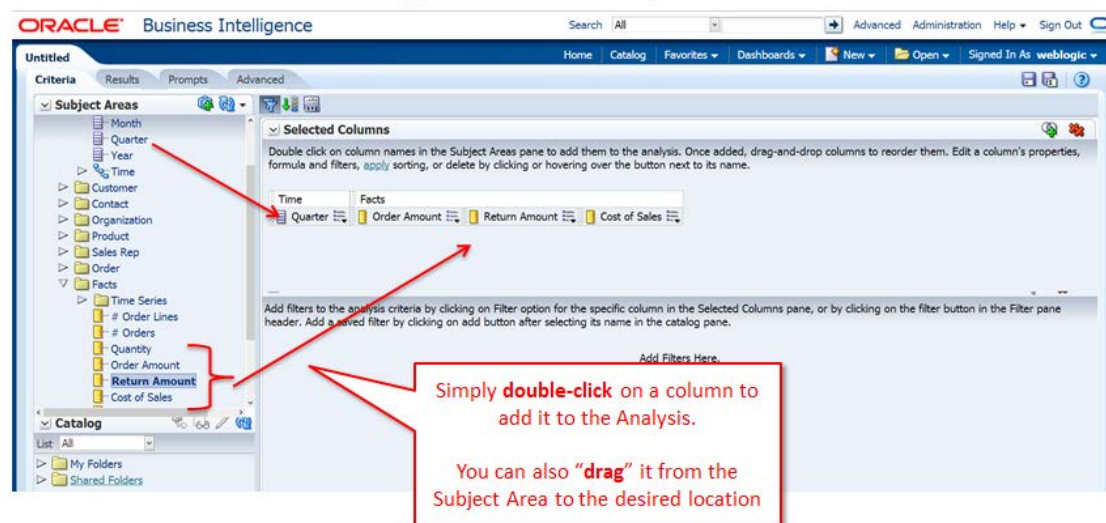 ORACLE Business Intelligence
Search All Advanced Administration Help Sign Out
Untitled
Home Catalog Favorites Dashboards New Open Signed In As weblogic
Criteria Results Prompts Advanced
Subject Areas
Month
Quarter
Year
Time
Customer
Contact
Organization
Product
Sales Rep
Order
Facts
Time Series
# Order Lines
# Orders
Quantity
Order Amount
Return Amount
Cost of Sales
Catalog
List All
My Folders
Shared Folders
Selected Columns
Double click on column names in the Subject Areas pane to add them to the analysis. Once added, drag-and-drop columns to reorder them. Edit a column's properties,
formula and filters, apply sorting, or delete by clicking or hovering over the button next to its name.
Time Facts
Quarter Order Amount Return Amount Cost of Sales
Add filters to the analysis criteria by clicking on Filter option for the specific column in the Selected Columns pane, or by clicking on the filter button in the Filter pane
header. Add a saved filter by clicking on add button after selecting its name in the catalog pane.
Add Filters Here.
Simply double-click on a column to
add it to the Analysis.
You can also “drag” it from the
Subject Area to the desired location